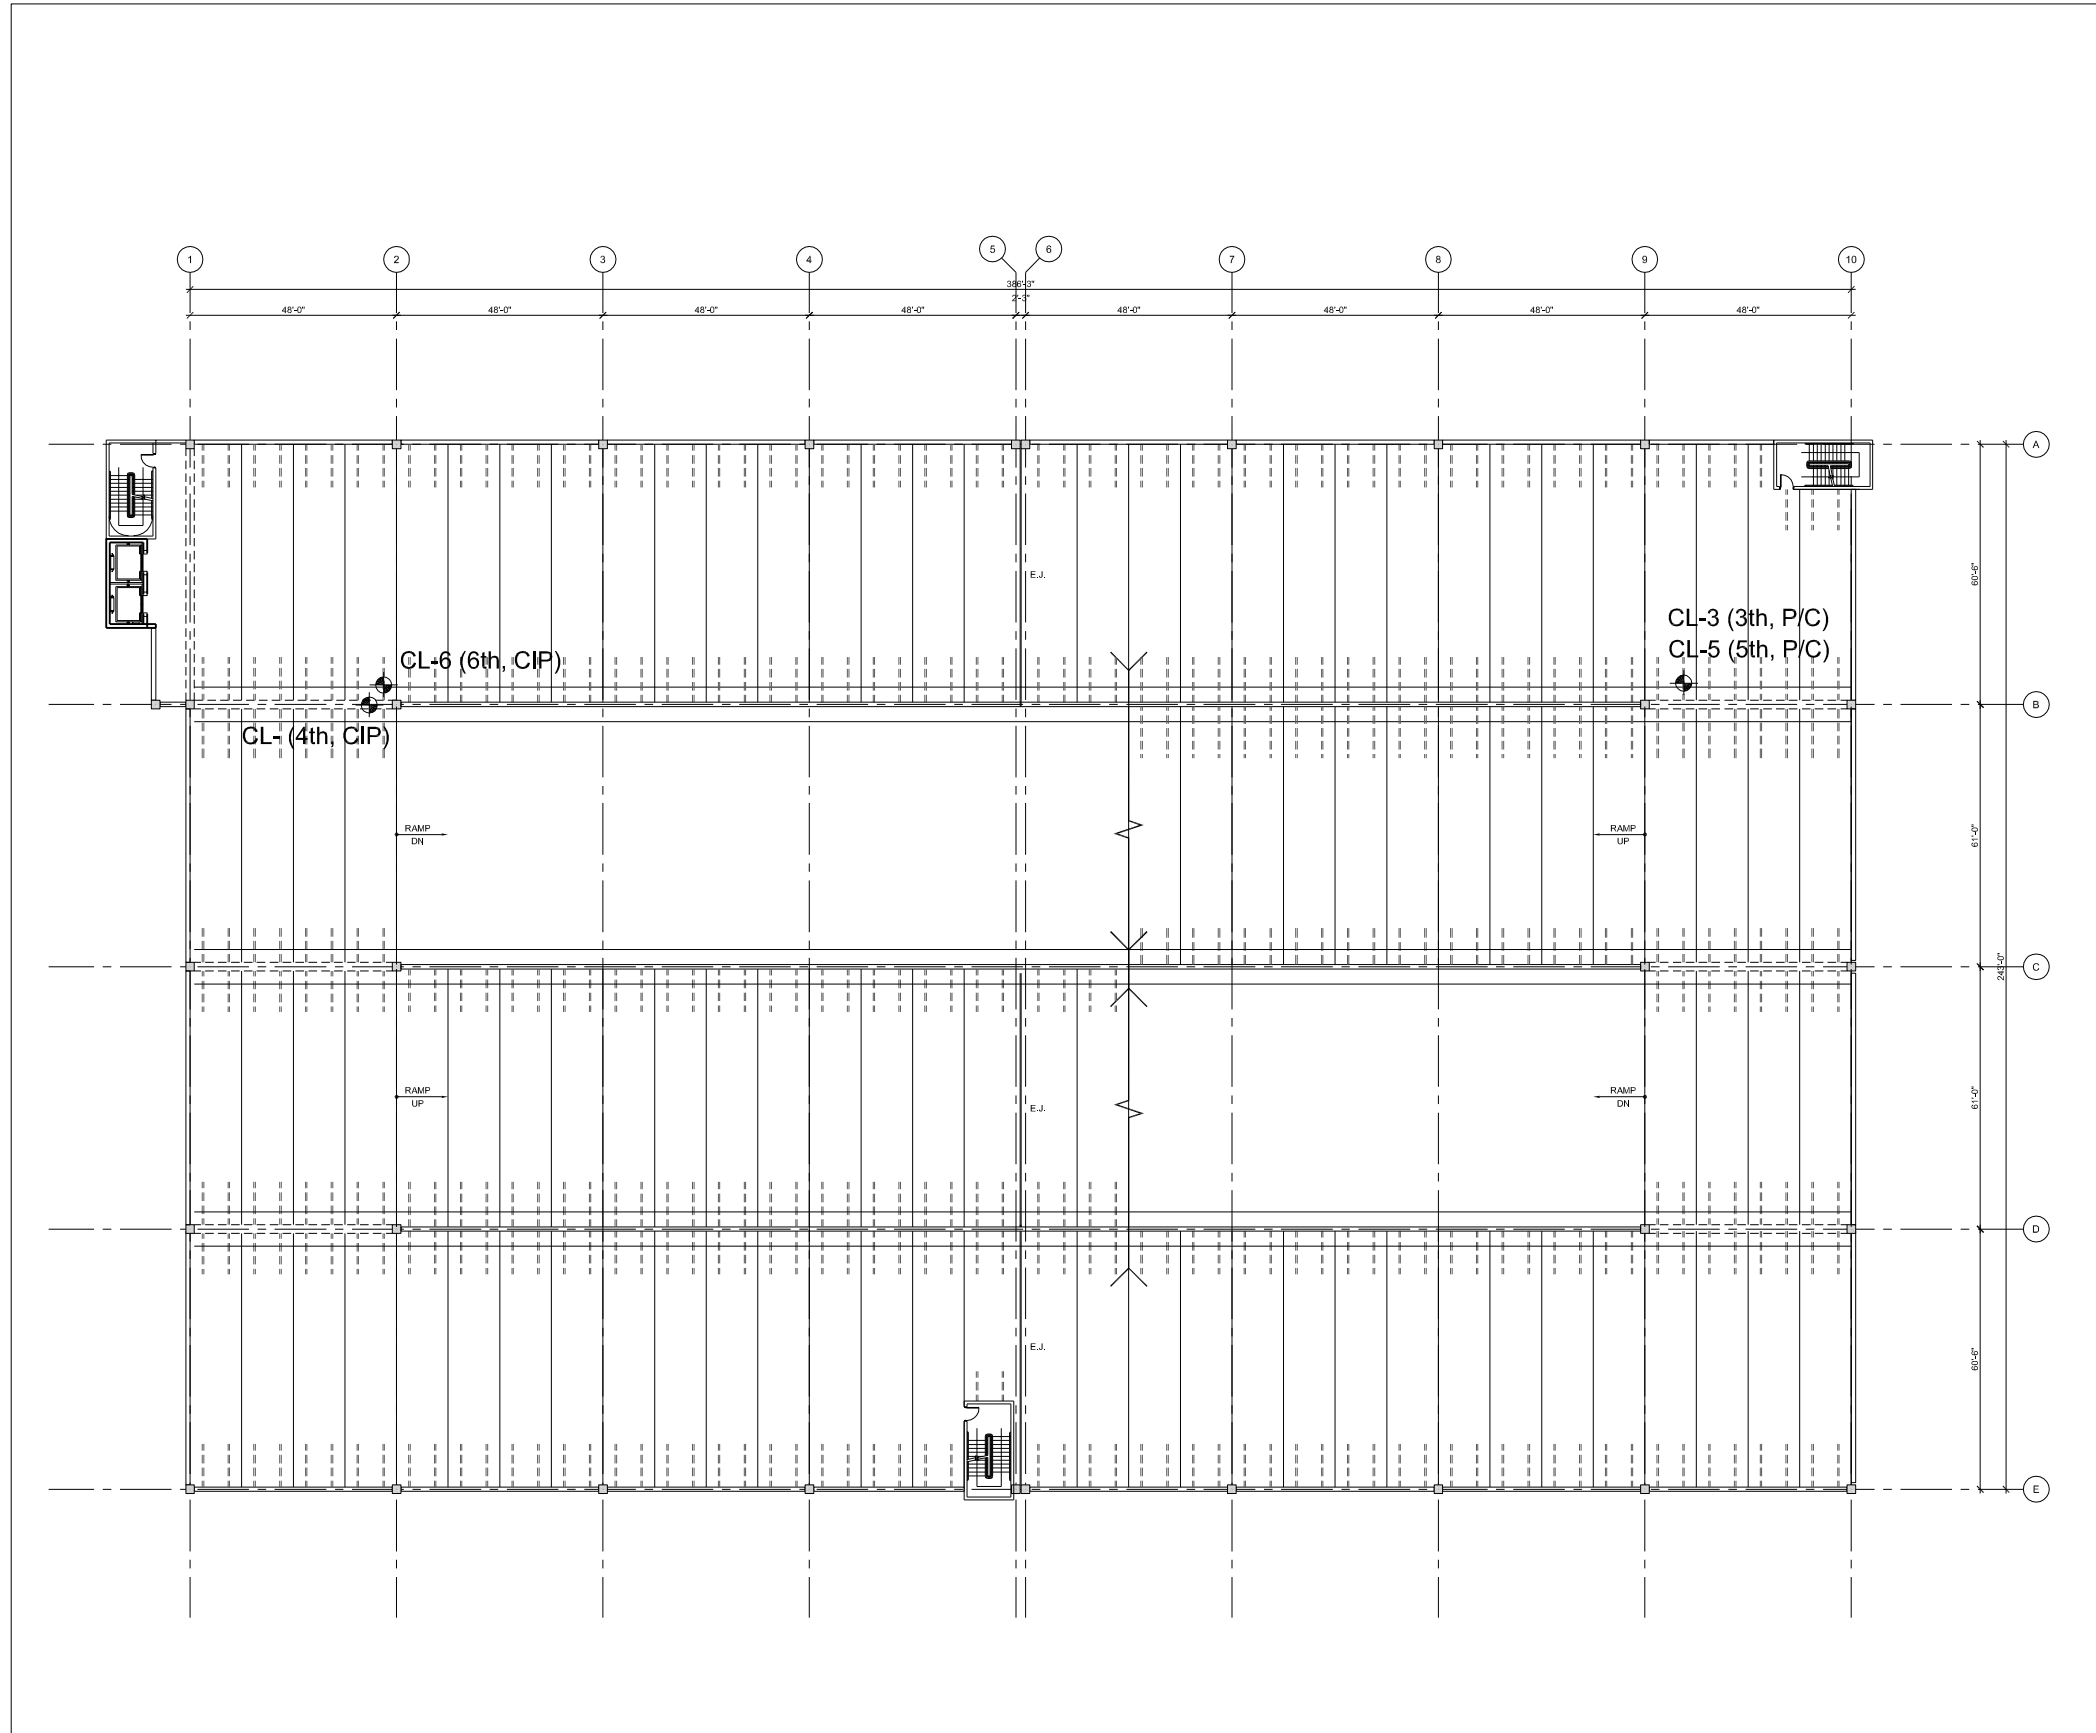 1 2 3 4 5 6 7 8 9 10
386'-3"
2'-3"
48'-0" 48'-0" 48'-0" 48'-0" 48'-0" 48'-0" 48'-0" 48'-0"
A
60'-6"
E.J.
CL-3 (3th, P/C)
CL-5 (5th, P/C)
CL-6 (6th, CIP)
B
CL- (4th, CIP)
RAMP
DN
RAMP
UP
61'-0"
C
243'-0"
RAMP
UP
E.J.
RAMP
DN
61'-0"
D
E.J.
60'-6"
E